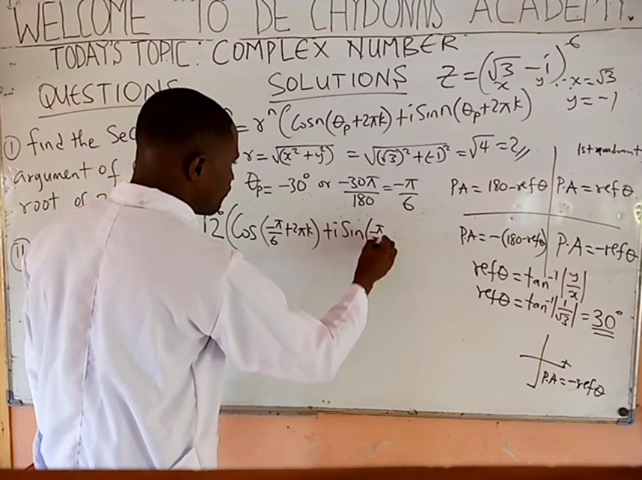 WELCOME TO DE CHYDONNS ACADEMY.
TODAY'S TOPIC: COMPLEX NUMBER
QUESTIONS
SOLUTIONS
Z=(√3 - i)^-6
x y ∴ x=√3
y=-1
① find the Sec
argument of
root of
⑪
= r^n (Cosn(θp+2πk)+iSinn(θp+2πk)
r=√(x²+y²) = √((√3)²+(-1)²) = √4 = 2//
θp= -30° or -30π/180 = -π/6
(Cos(-π/6+2πk)+iSin(-π/
1st quadrant
PA = 180-refθ
PA = refθ
PA=-(180-refθ)
P.A=-refθ
refθ=tan⁻¹|y/x|
refθ=tan⁻¹|1/√3|=30°
P.A=-refθ